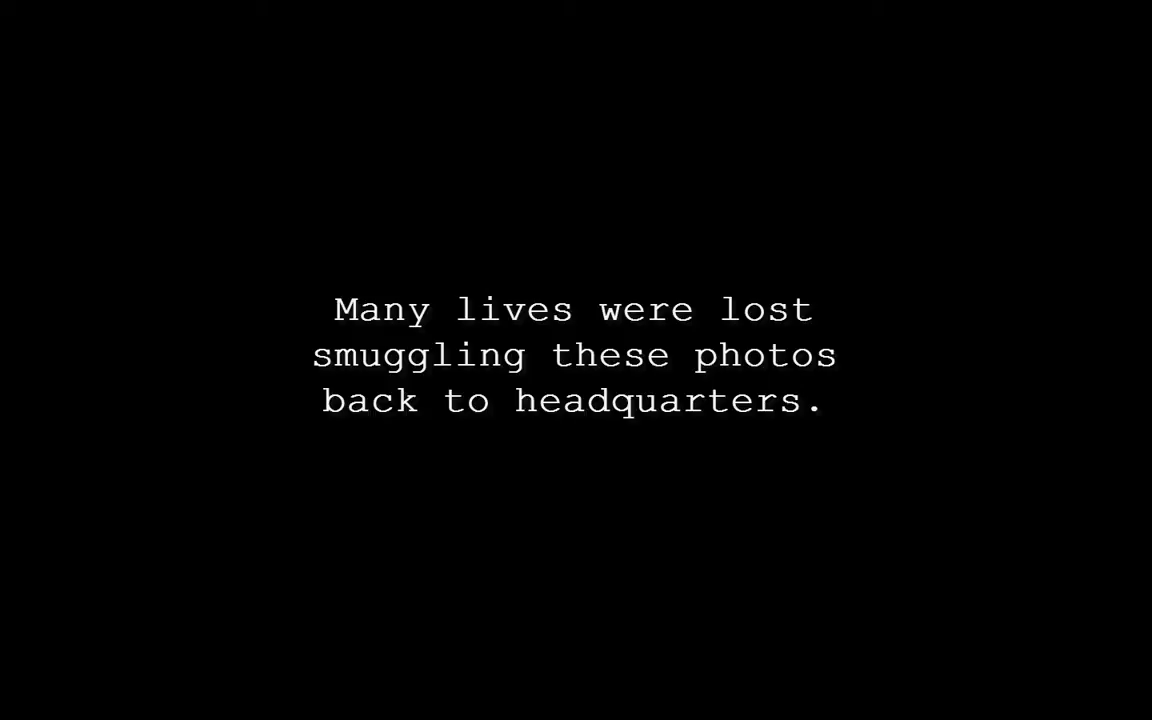 Many lives were lost
smuggling these photos
back to headquarters.